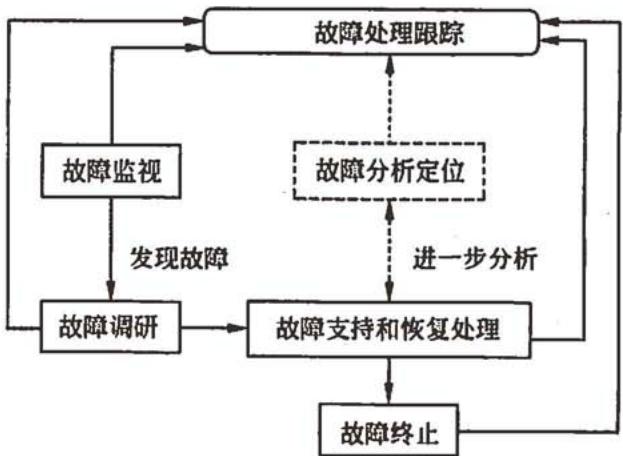 故障处理跟踪
故障监视
故障分析定位
发现故障
进一步分析
故障调研
故障支持和恢复处理
故障终止